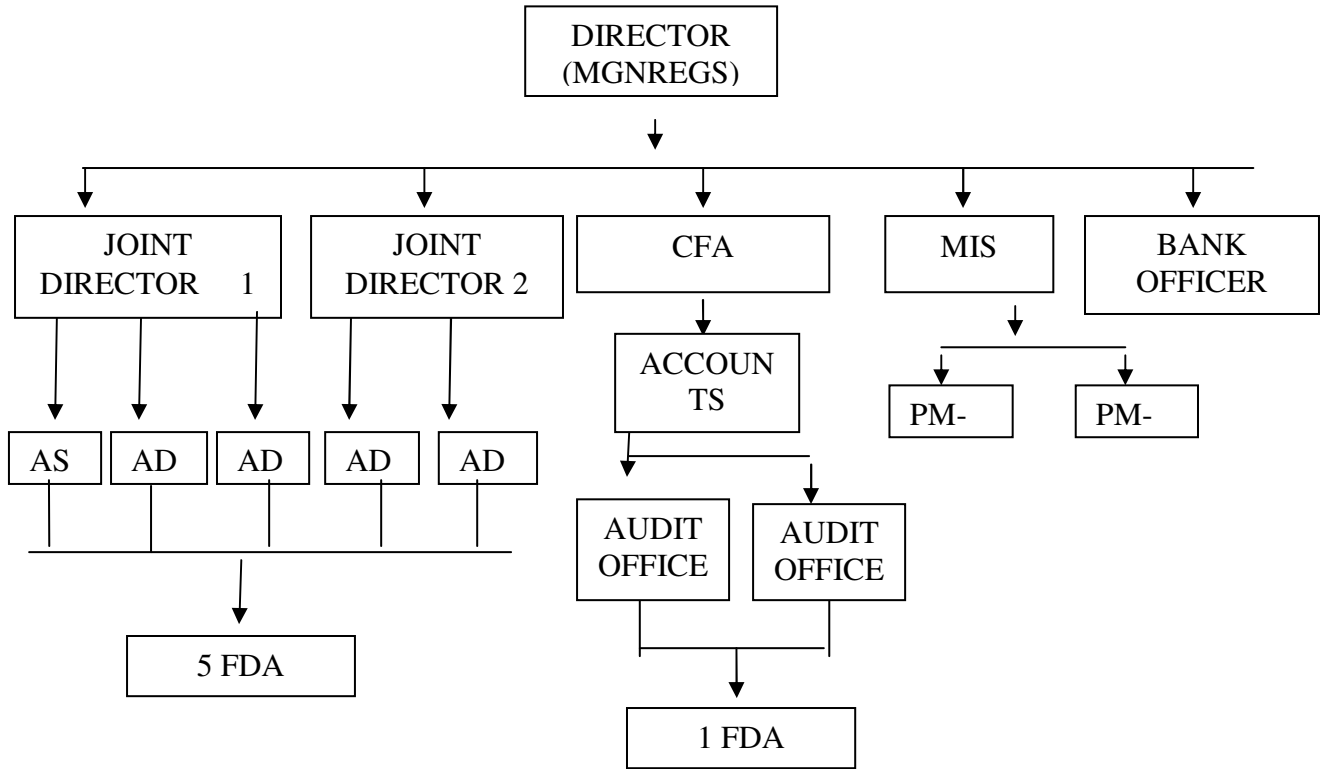 DIRECTOR
(MGNREGS)
JOINT
DIRECTOR 1
JOINT
DIRECTOR 2
CFA
MIS
BANK
OFFICER
ACCOUN
TS
PM-
PM-
AS
AD
AD
AD
AD
AUDIT
OFFICE
AUDIT
OFFICE
5 FDA
1 FDA